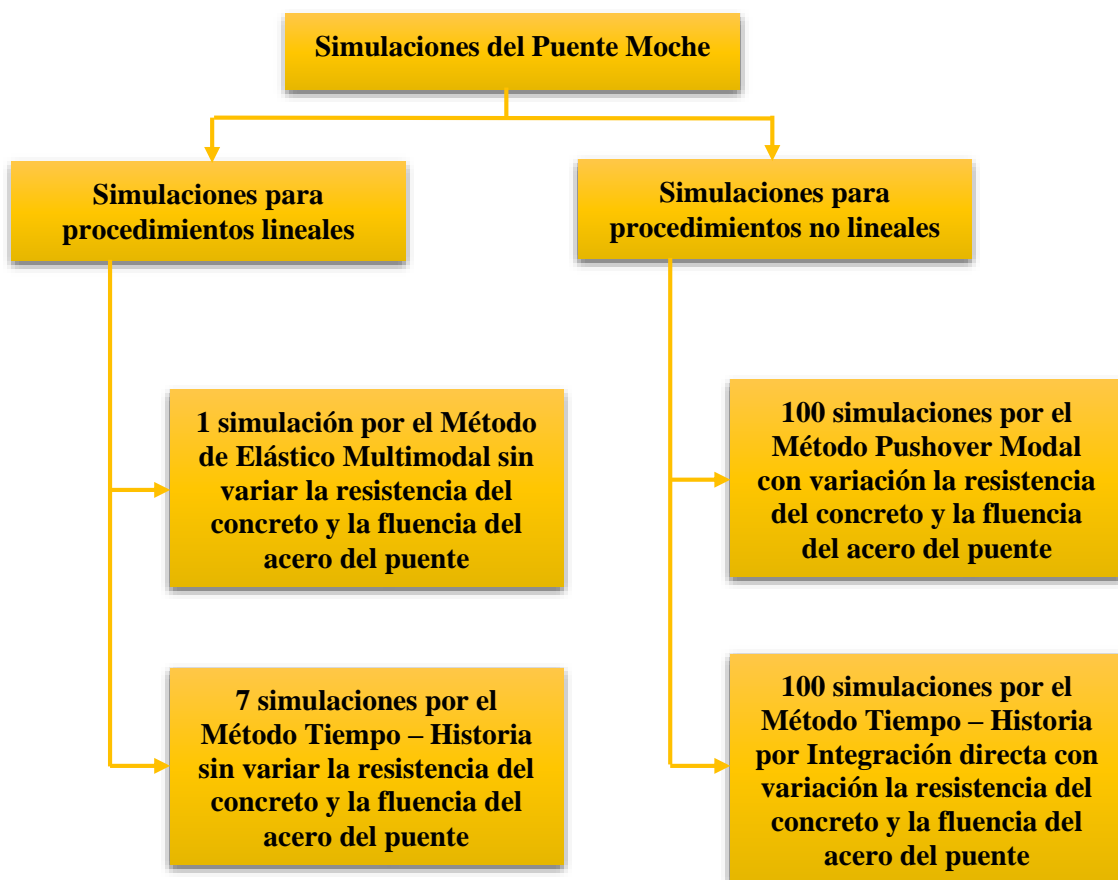 Simulaciones del Puente Moche
Simulaciones para
procedimientos lineales
Simulaciones para
procedimientos no lineales
1 simulación por el Método
de Elástico Multimodal sin
variar la resistencia del
concreto y la fluencia del
acero del puente
100 simulaciones por el
Método Pushover Modal
con variación la resistencia
del concreto y la fluencia
del acero del puente
7 simulaciones por el
Método Tiempo – Historia
sin variar la resistencia del
concreto y la fluencia del
acero del puente
100 simulaciones por el
Método Tiempo – Historia
por Integración directa con
variación la resistencia del
concreto y la fluencia del
acero del puente